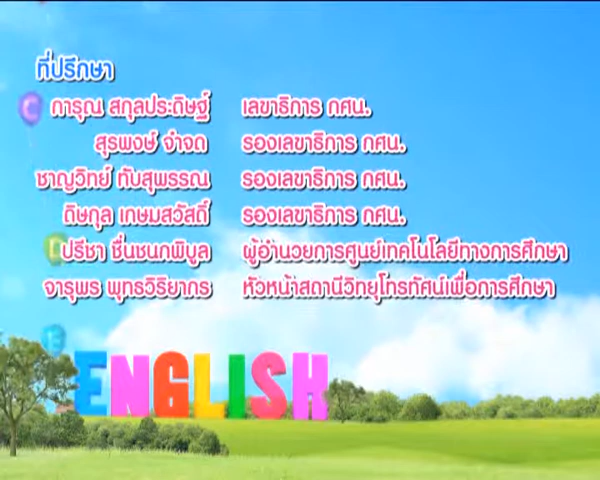 ที่ปรึกษา
การุณ สกุลประดิษฐ์ เลขาธิการ กศน.
สุรพงษ์ จำจด รองเลขาธิการ กศน.
ชาญวิทย์ ทับสุพรรณ รองเลขาธิการ กศน.
ดิษกุล เกษมสวัสดิ์ รองเลขาธิการ กศน.
ปรีชา ชื่นชนกพิบูล ผู้อำนวยการศูนย์เทคโนโลยีทางการศึกษา
จารุพร พุทธวิริยากร หัวหน้าสถานีวิทยุโทรทัศน์เพื่อการศึกษา
ENGLISH